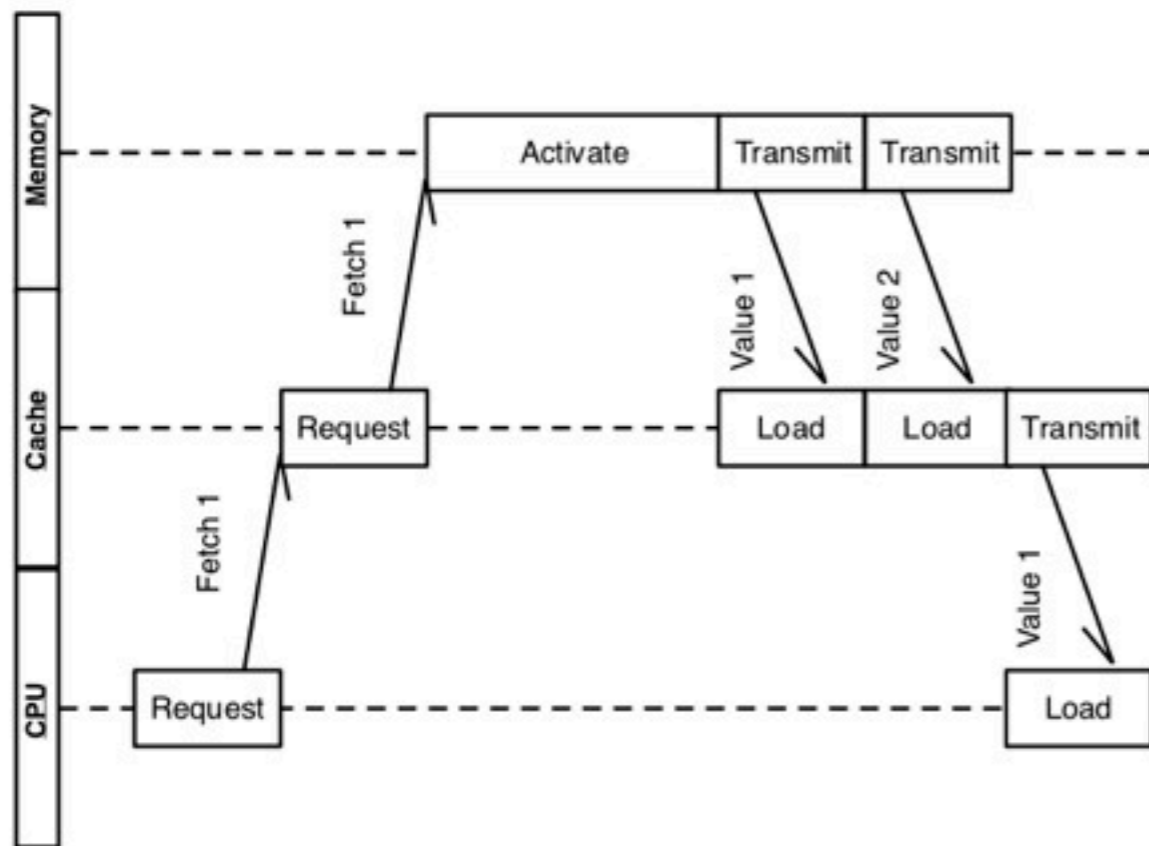 Memory
Activate
Transmit
Transmit
Fetch 1
Value 1
Value 2
Cache
Request
Load
Load
Transmit
Fetch 1
Value 1
CPU
Request
Load